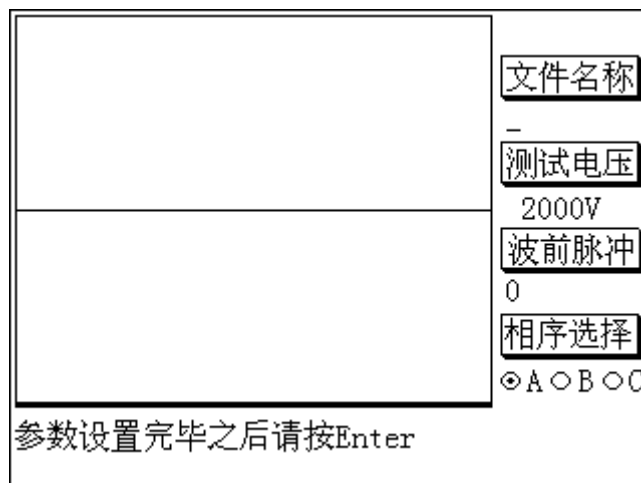 文件名称
_
测试电压
2000V
波前脉冲
0
相序选择
⊙A○B○C
参数设置完毕之后请按Enter